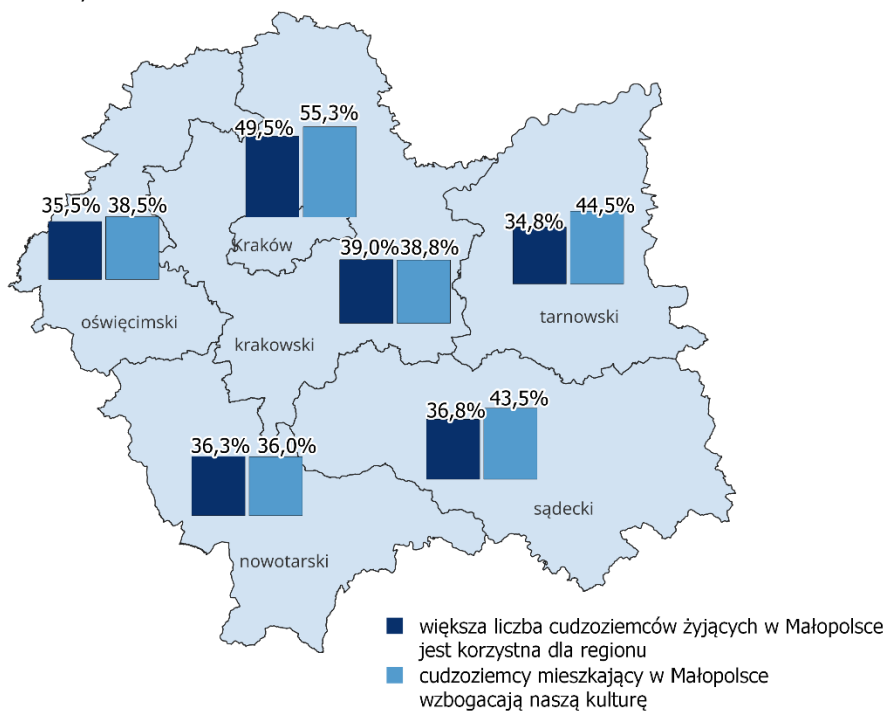 49,5% 55,3%
Kraków
35,5% 38,5%
oświęcimski
39,0% 38,8%
krakowski
34,8% 44,5%
tarnowski
36,3% 36,0%
nowotarski
36,8% 43,5%
sądecki
większa liczba cudzoziemców żyjących w Małopolsce
jest korzystna dla regionu
cudzoziemcy mieszkający w Małopolsce
wzbogacają naszą kulturę